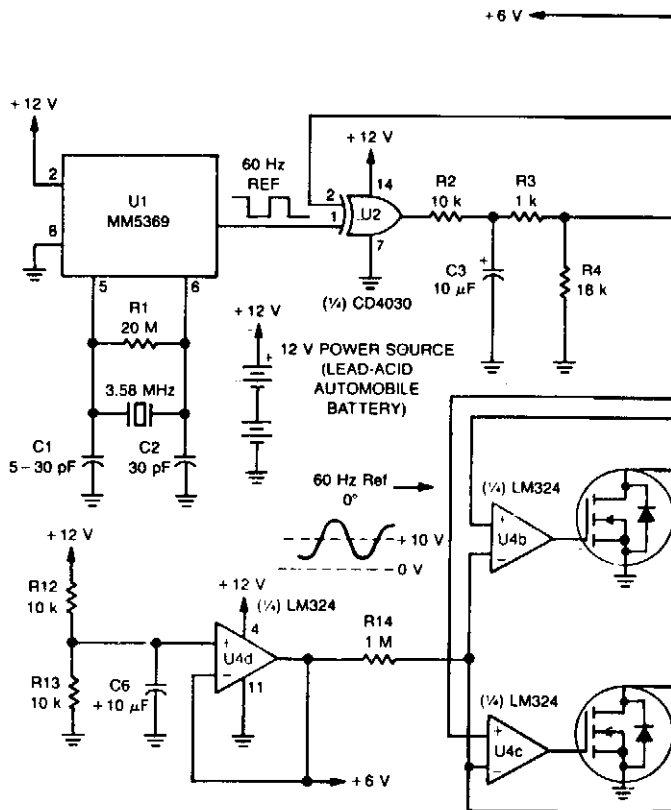 +6 V
+12 V
2
8
U1
MM5369
5
6
R1
20 M
3.58 MHz
C1
5–30 pF
C2
30 pF
60 Hz
REF
+12 V
2
1
14
U2
7
(¼) CD4030
R2
10 k
R3
1 k
C3
+
10 µF
R4
18 k
+12 V
+
12 V POWER SOURCE
(LEAD-ACID
AUTOMOBILE
BATTERY)
60 Hz Ref
0°
+10 V
0 V
(¼) LM324
+
U4b
–
+12 V
R12
10 k
R13
10 k
C6
+ 10 µF
+12 V
(¼) LM324
4
+
U4d
–
11
R14
1 M
+6 V
(¼) LM324
+
U4c
–